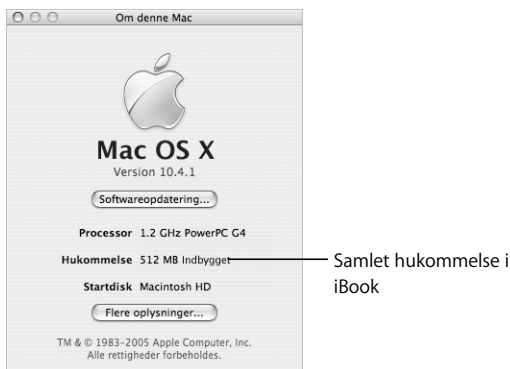 Om denne Mac
Mac OS X
Version 10.4.1
Softwareopdatering...
Processor 1.2 GHz PowerPC G4
Hukommelse 512 MB Indbygget
Samlet hukommelse i
iBook
Startdisk Macintosh HD
Flere oplysninger...
TM & © 1983–2005 Apple Computer, Inc.
Alle rettigheder forbeholdes.